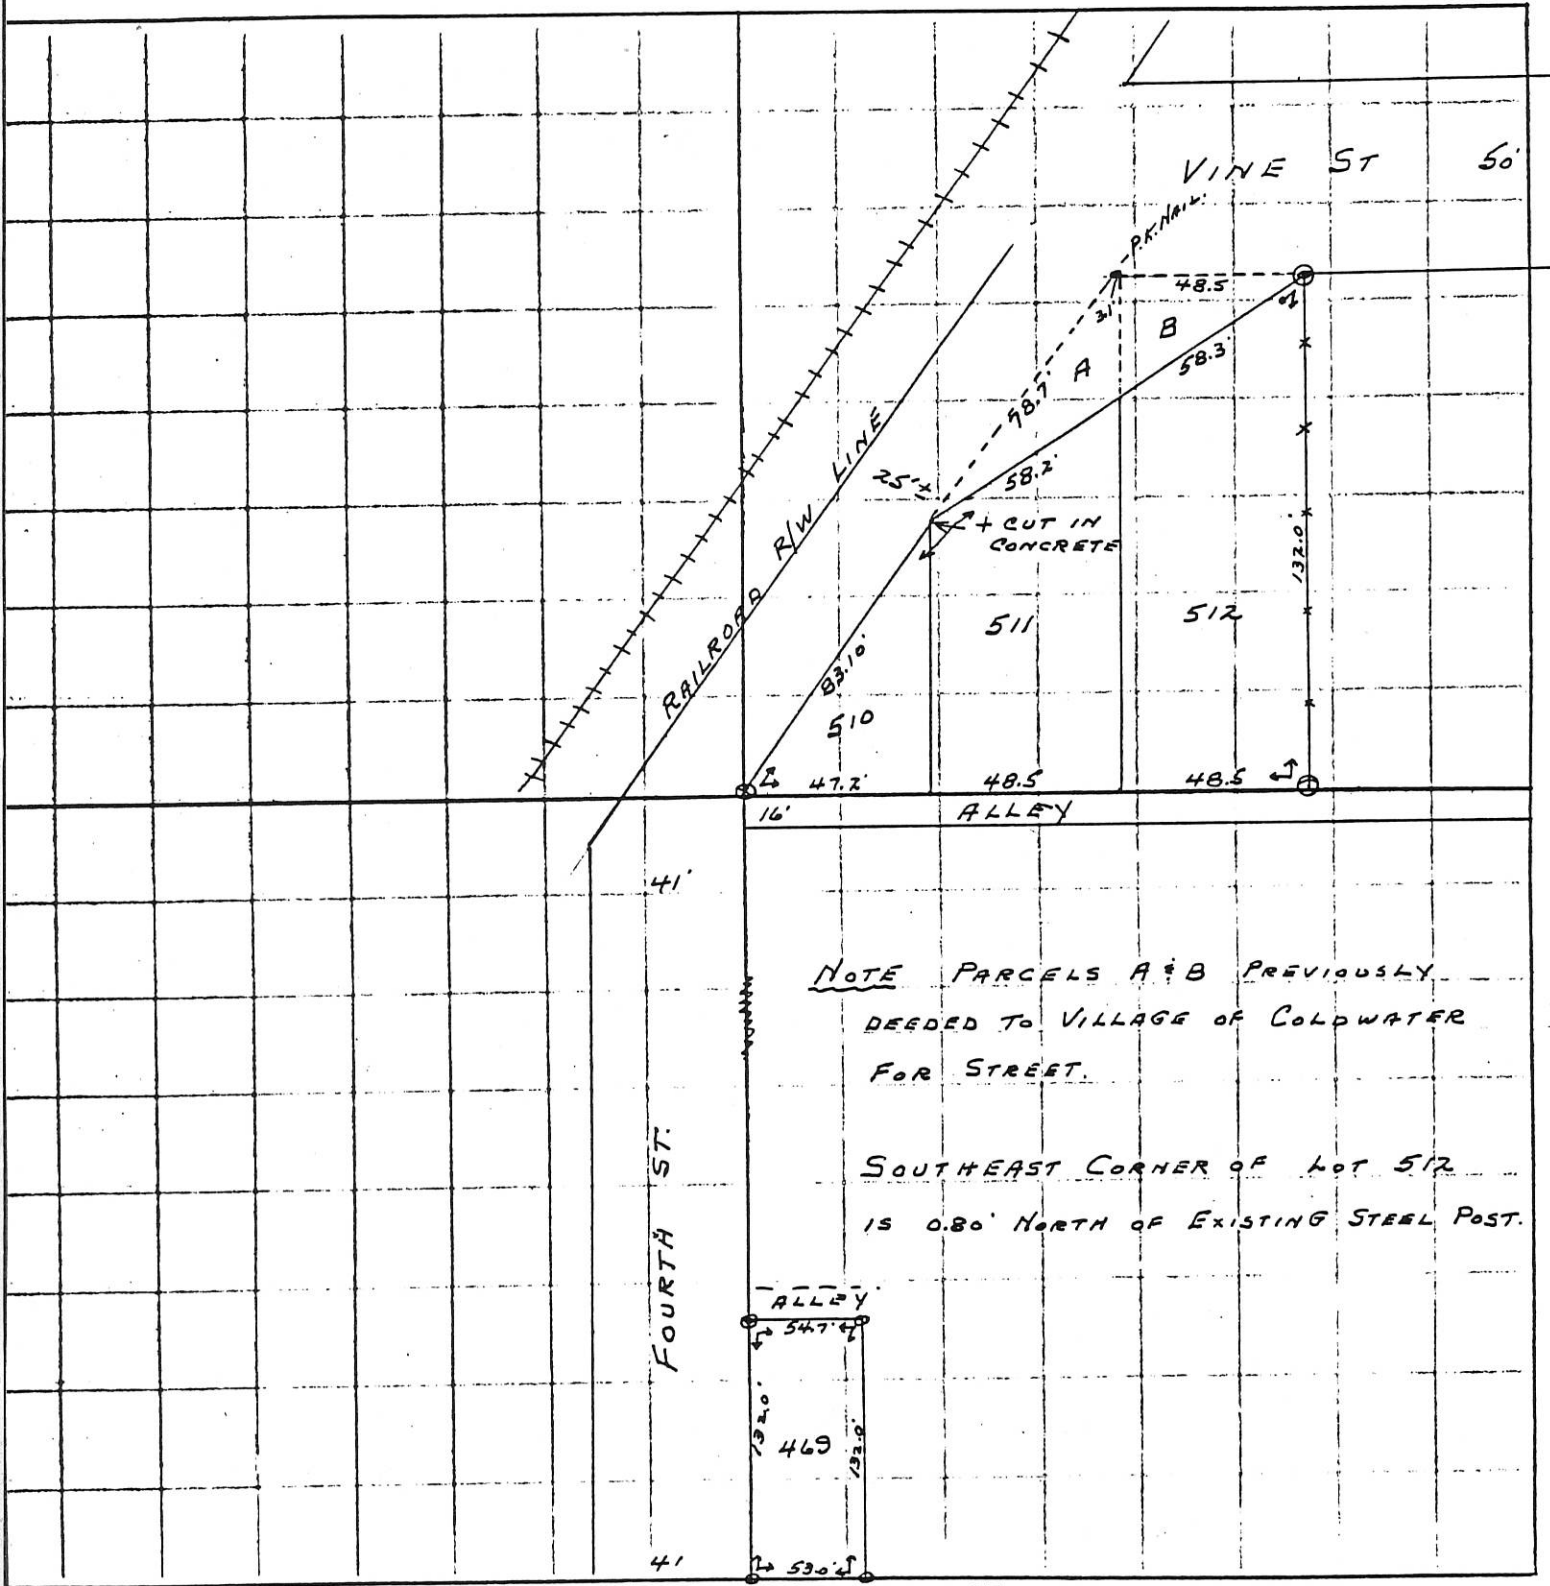 VINE ST 50'
P.K. NAIL.
48.5
3.1'
B
A
58.3'
58.2'
25'±
+ CUT IN
CONCRETE
RAILROAD R/W LINE
132.0'
511
512
83.10'
510
47.2'
48.5
48.5
16'
ALLEY
41'
NOTE PARCELS A & B PREVIOUSLY
DEEDED TO VILLAGE OF COLDWATER
FOR STREET.
SOUTHEAST CORNER OF LOT 512
IS 0.80' NORTH OF EXISTING STEEL POST.
FOURTH ST.
ALLEY
54.7'
132.0'
469
132.0'
41
53.0'